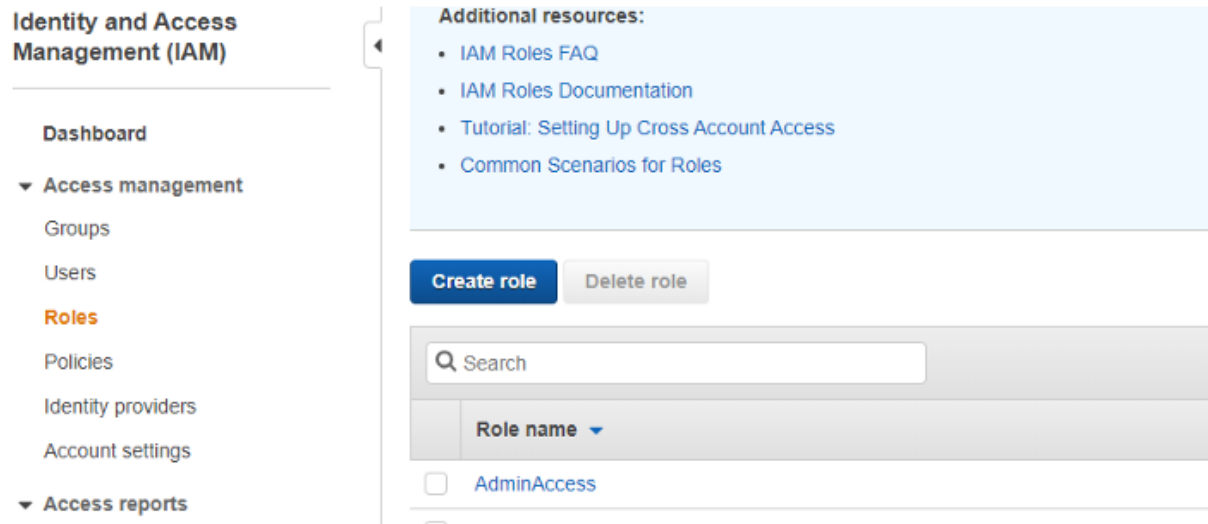 Identity and Access
Management (IAM)
Dashboard
Access management
Groups
Users
Roles
Policies
Identity providers
Account settings
Access reports
Additional resources:
IAM Roles FAQ
IAM Roles Documentation
Tutorial: Setting Up Cross Account Access
Common Scenarios for Roles
Create role
Delete role
Search
Role name
AdminAccess